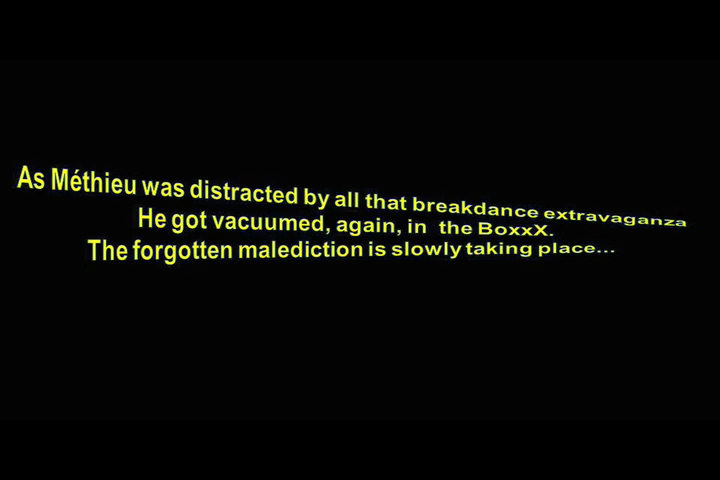 As Méthieu was distracted by all that breakdance extravaganza
He got vacuumed, again, in the BoxxX.
The forgotten malediction is slowly taking place...